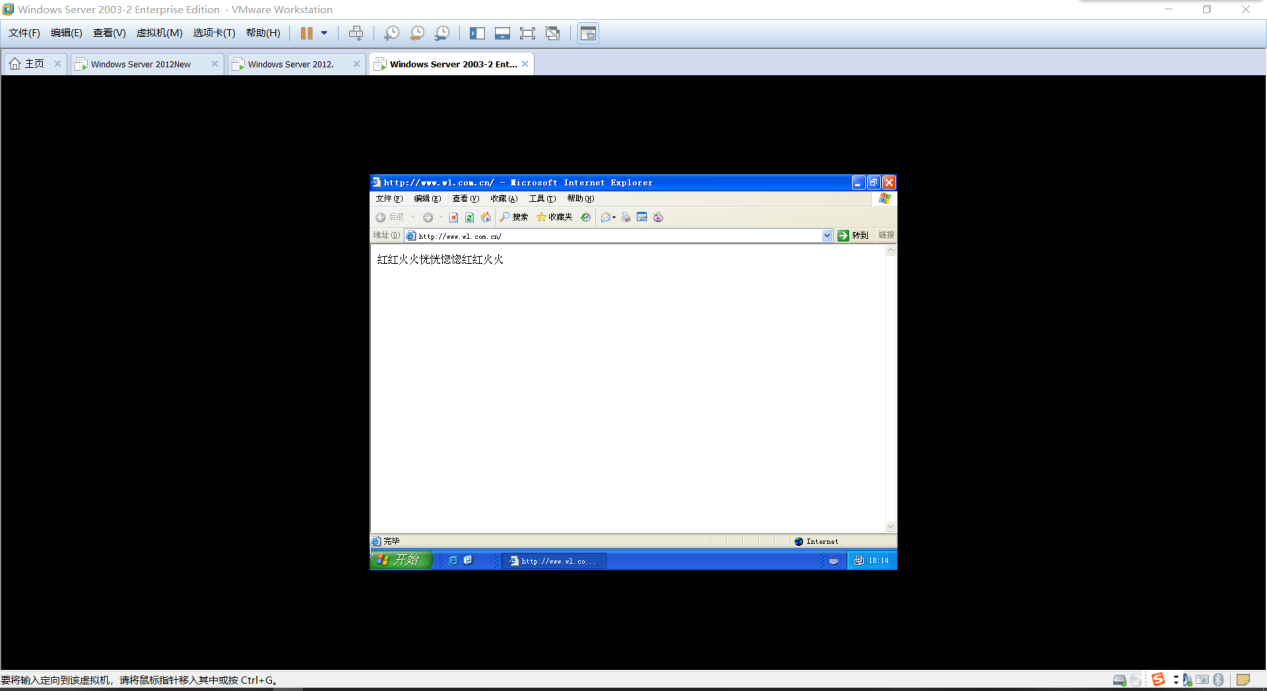 Windows Server 2003-2 Enterprise Edition - VMware Workstation
文件(F) 编辑(E) 查看(V) 虚拟机(M) 选项卡(T) 帮助(H)
主页 Windows Server 2012New Windows Server 2012. Windows Server 2003-2 Ent...
http://www.wl.com.cn/ - Microsoft Internet Explorer
文件(F) 编辑(E) 查看(V) 收藏(A) 工具(T) 帮助(H)
后退 搜索 收藏夹
地址(D) http://www.wl.com.cn/ 转到 链接
红红火火恍恍惚惚红红火火
完毕 Internet
开始 http://www.wl.co... 18:14
要将输入定向到该虚拟机，请将鼠标指针移入其中或按 Ctrl+G。